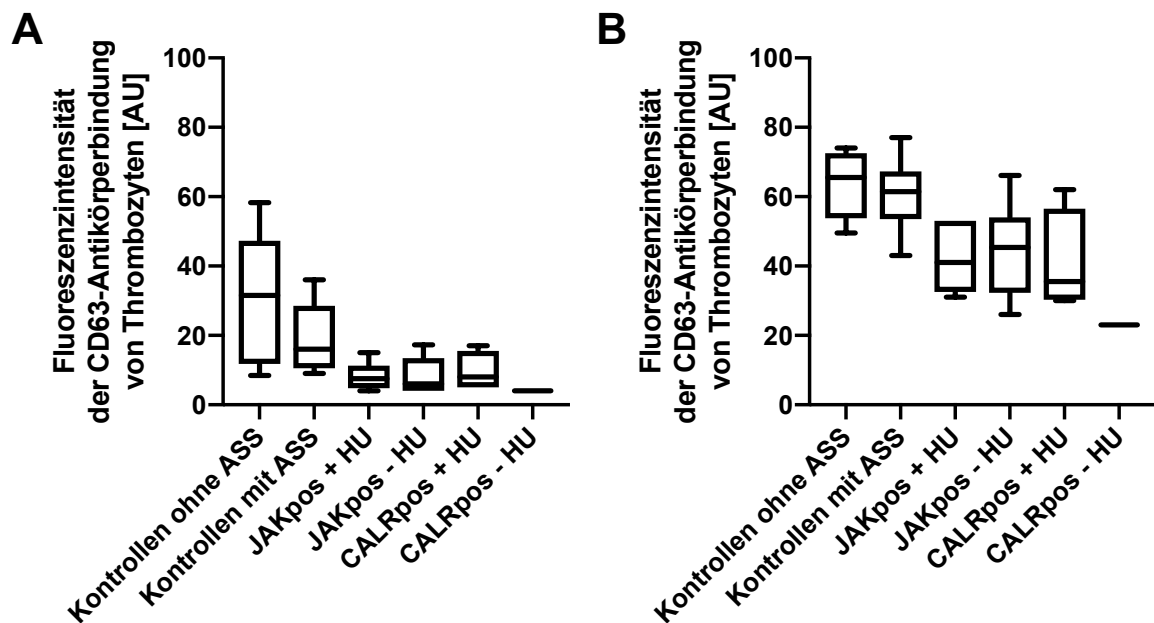 A
Fluoreszenzintensität
der CD63-Antikörperbindung
von Thrombozyten [AU]
100
80
60
40
20
0
Kontrollen ohne ASS
Kontrollen mit ASS
JAKpos + HU
JAKpos - HU
CALRpos + HU
CALRpos - HU
B
Fluoreszenzintensität
der CD63-Antikörperbindung
von Thrombozyten [AU]
100
80
60
40
20
0
Kontrollen ohne ASS
Kontrollen mit ASS
JAKpos + HU
JAKpos - HU
CALRpos + HU
CALRpos - HU